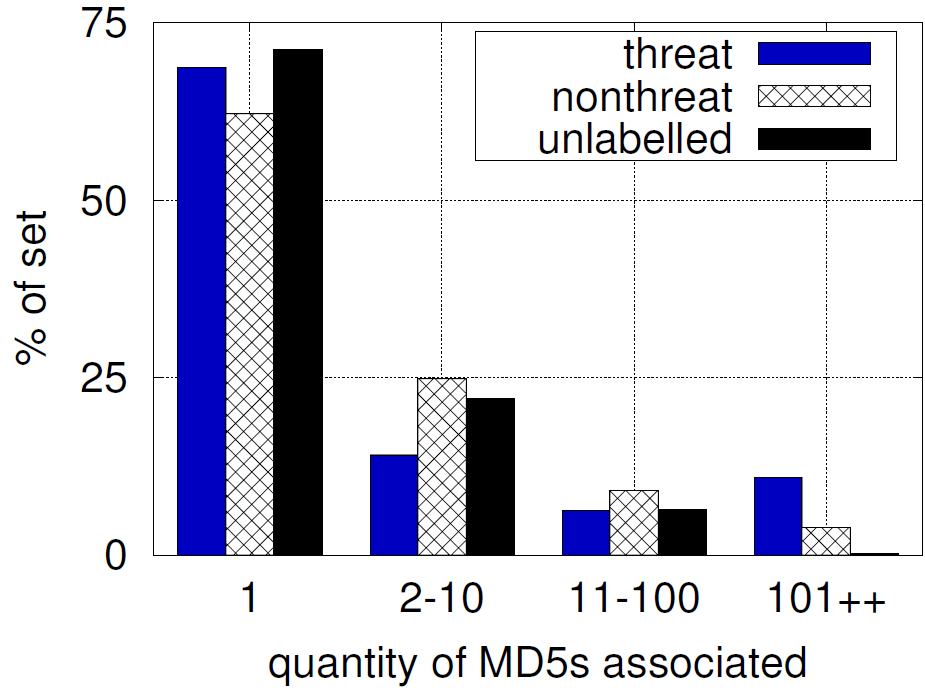 75
50
25
0
% of set
threat
nonthreat
unlabelled
1 2-10 11-100 101++
quantity of MD5s associated